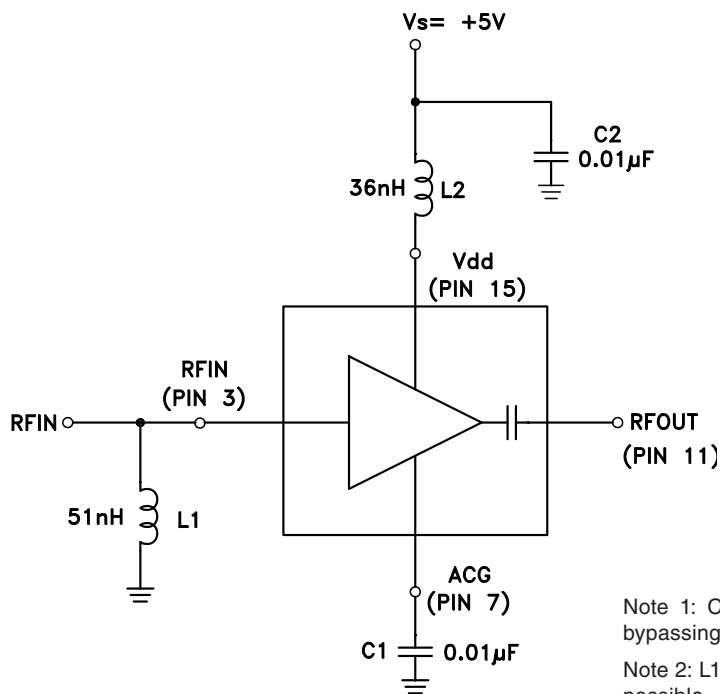 Vs= +5V
C2
0.01µF
36nH
L2
Vdd
(PIN 15)
RFIN
(PIN 3)
RFIN
RFOUT
(PIN 11)
51nH
L1
ACG
(PIN 7)
C1
0.01µF
Note 1: C
bypassing
Note 2: L1
possible